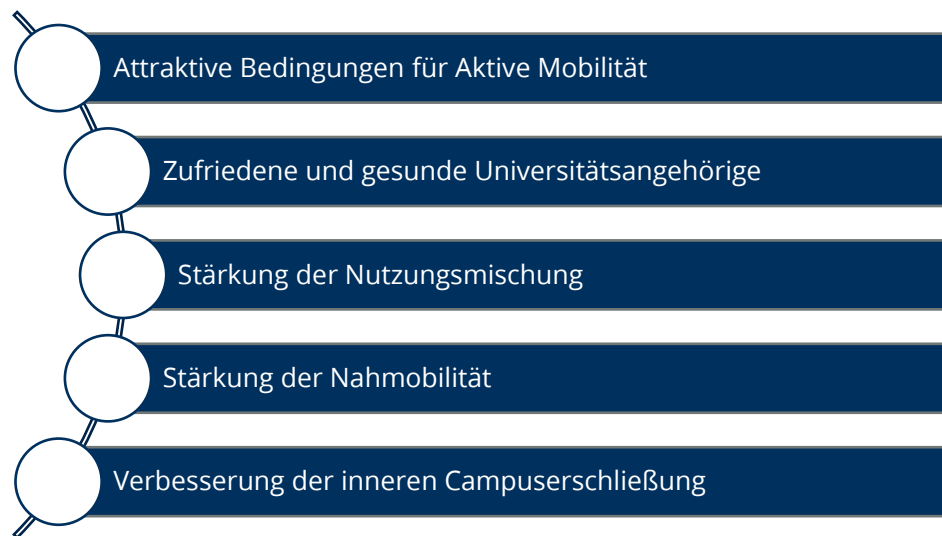 Attraktive Bedingungen für Aktive Mobilität
Zufriedene und gesunde Universitätsangehörige
Stärkung der Nutzungsmischung
Stärkung der Nahmobilität
Verbesserung der inneren Campuserschließung